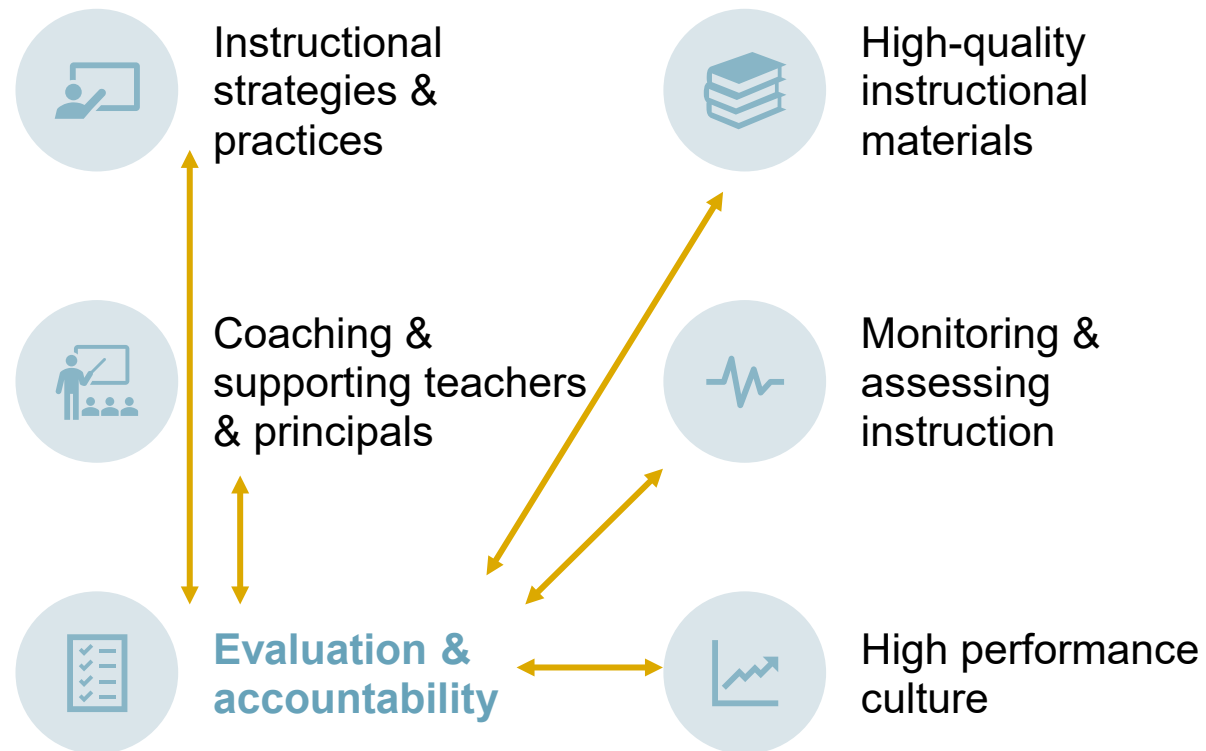 Instructional
strategies &
practices
High-quality
instructional
materials
Coaching &
supporting teachers
& principals
Monitoring &
assessing
instruction
Evaluation &
accountability
High performance
culture